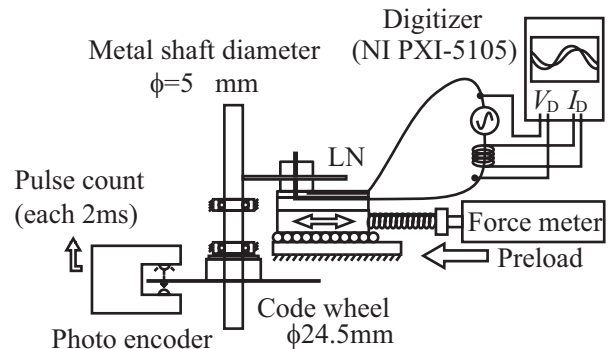 Digitizer
(NI PXI-5105)
Metal shaft diameter
ϕ=5 mm
V_D I_D
LN
Pulse count
(each 2ms)
Force meter
Preload
Code wheel
ϕ24.5mm
Photo encoder